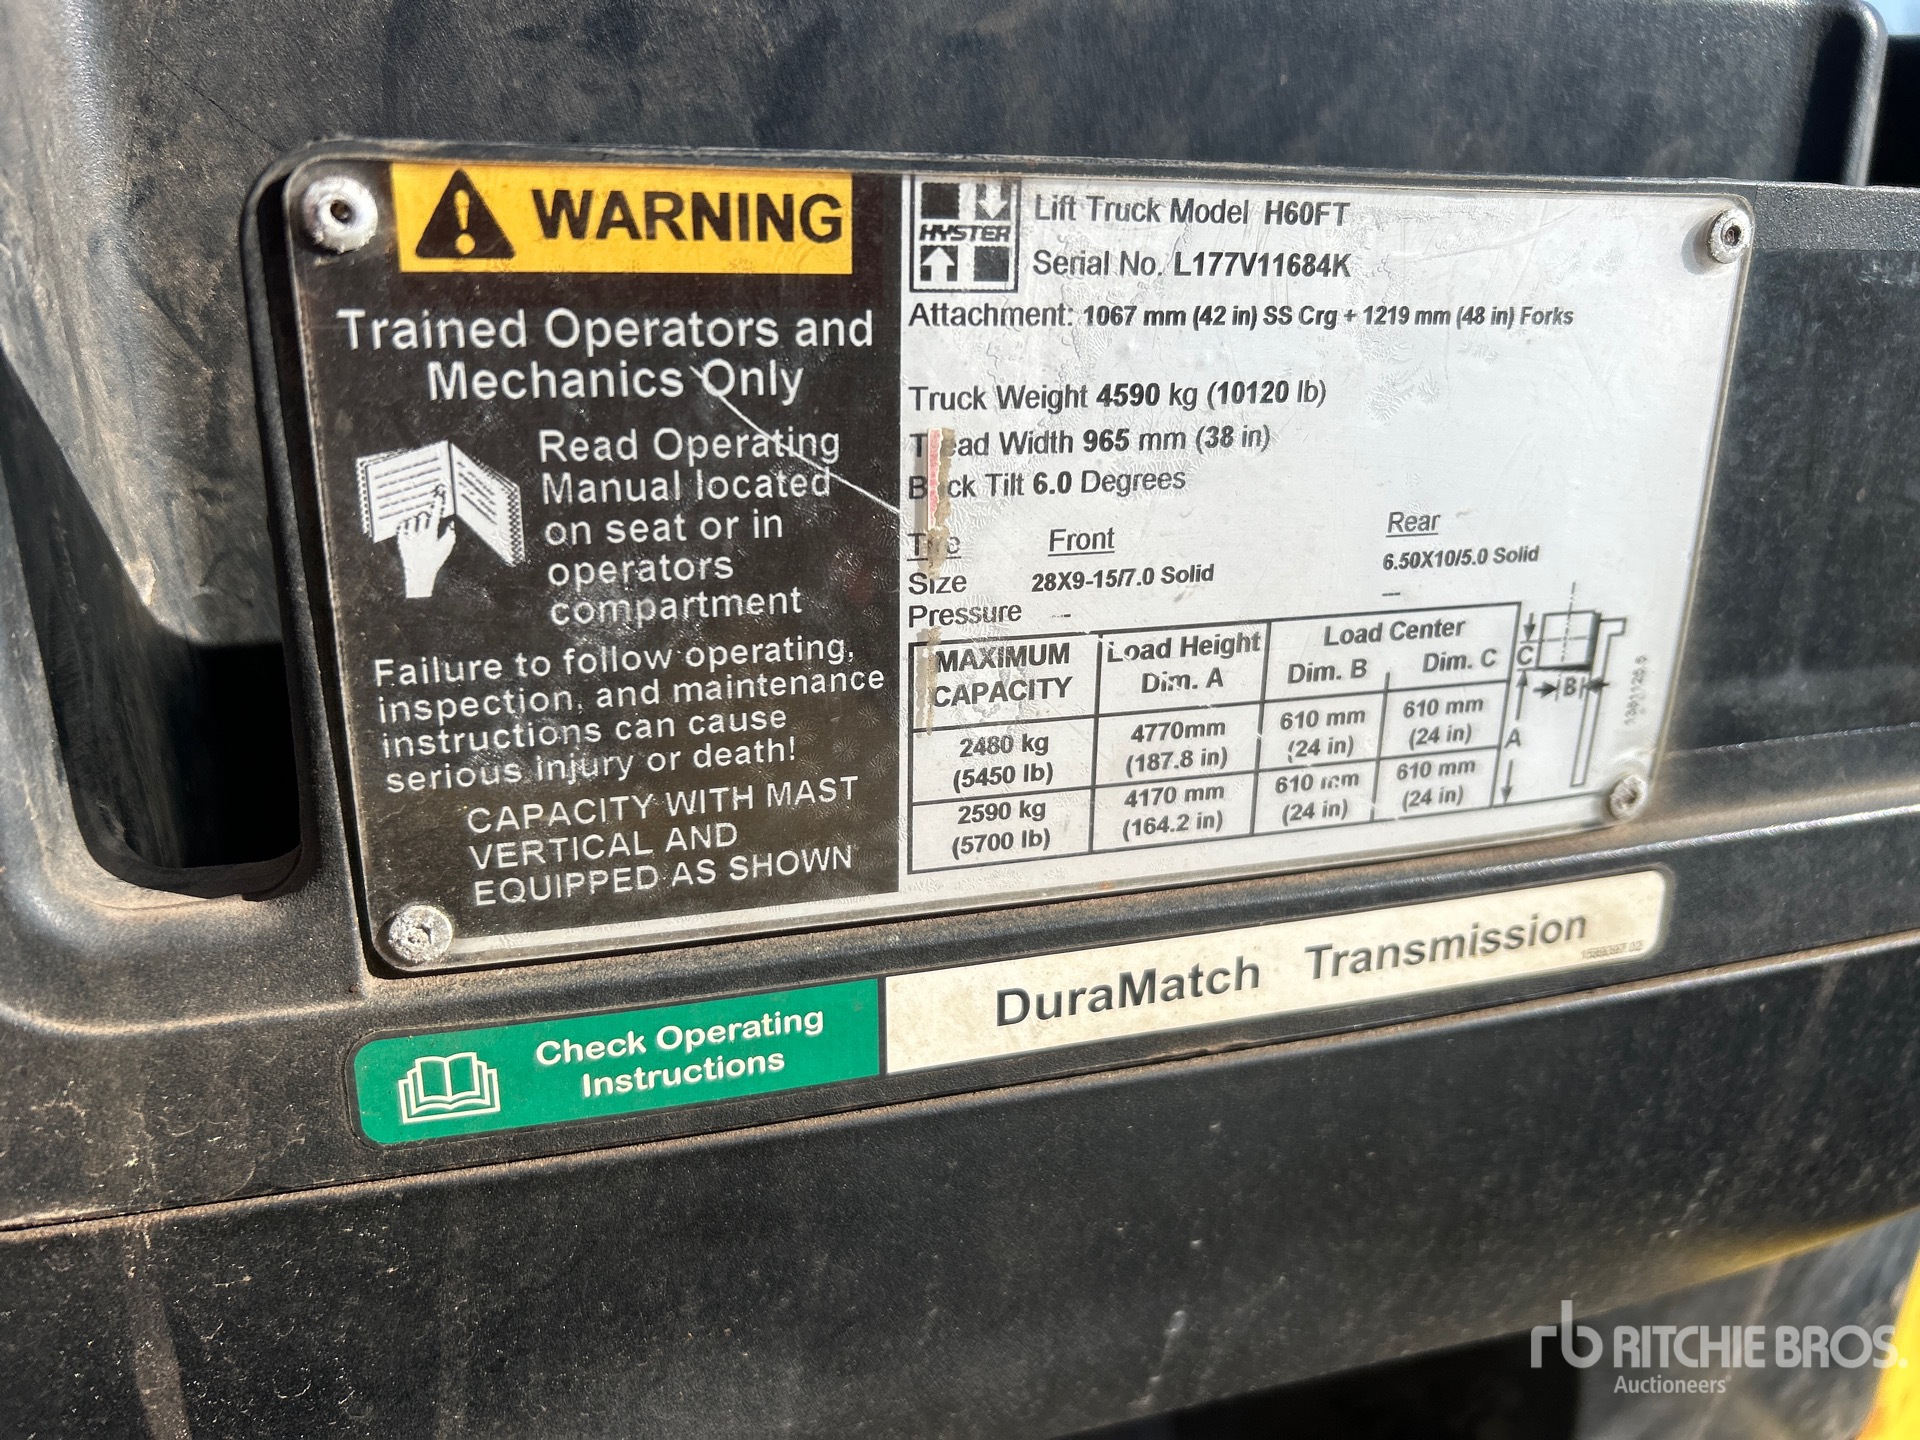 WARNING
Trained Operators and
Mechanics Only
Read Operating
Manual located
on seat or in
operators
compartment
Failure to follow operating,
inspection, and maintenance
instructions can cause
serious injury or death!
CAPACITY WITH MAST
VERTICAL AND
EQUIPPED AS SHOWN
HYSTER
Lift Truck Model H60FT
Serial No. L177V11684K
Attachment: 1067 mm (42 in) SS Crg + 1219 mm (48 in) Forks
Truck Weight 4590 kg (10120 lb)
Tread Width 965 mm (38 in)
Back Tilt 6.0 Degrees
Tire Front Rear
Size 28X9-15/7.0 Solid 6.50X10/5.0 Solid
Pressure -- ---
MAXIMUM CAPACITY Load Height Dim. A Load Center Dim. B Dim. C
2480 kg (5450 lb) 4770mm (187.8 in) 610 mm (24 in) 610 mm (24 in)
2590 kg (5700 lb) 4170 mm (164.2 in) 610 mm (24 in) 610 mm (24 in)
C
B
A
Check Operating
Instructions
DuraMatch Transmission
rb RITCHIE BROS.
Auctioneers